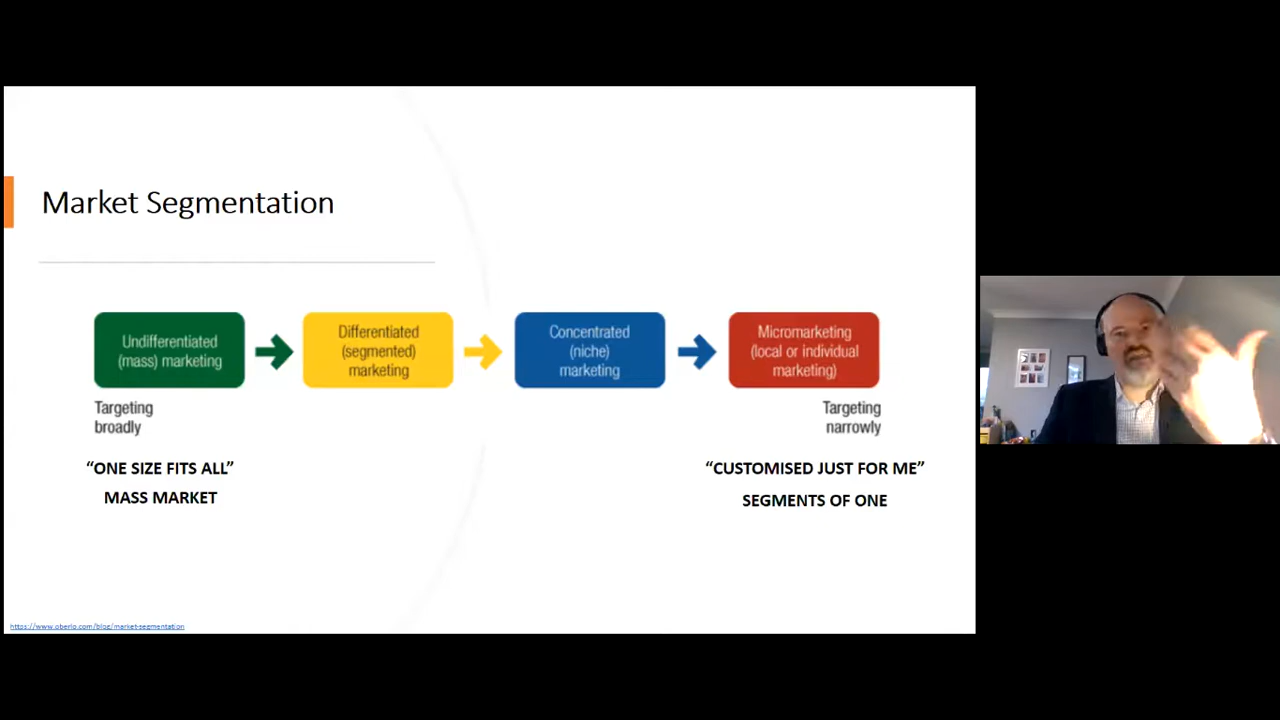 Market Segmentation
Undifferentiated
(mass) marketing
Differentiated
(segmented)
marketing
Concentrated
(niche)
marketing
Micromarketing
(local or individual
marketing)
Targeting
broadly
Targeting
narrowly
“ONE SIZE FITS ALL”
MASS MARKET
“CUSTOMISED JUST FOR ME”
SEGMENTS OF ONE
https://www.oberlo.com/blog/market-segmentation